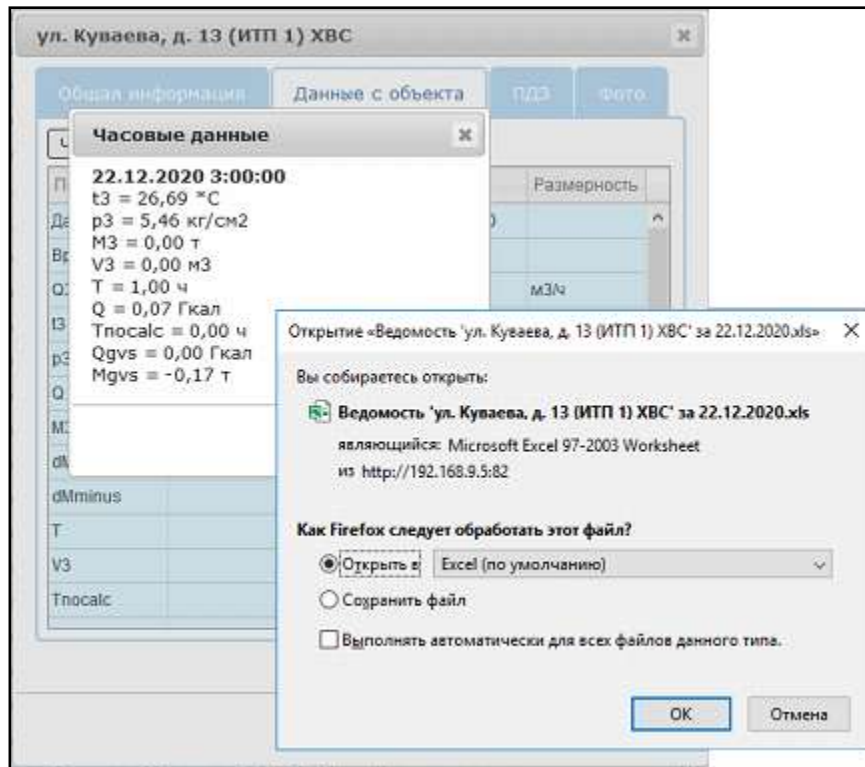 ул. Куваева, д. 13 (ИТП 1) ХВС
Общая информация
Данные с объекта
ПДЗ
Фото
Часовые данные
22.12.2020 3:00:00
t3 = 26,69 *C
p3 = 5,46 кг/см2
M3 = 0,00 т
V3 = 0,00 м3
T = 1,00 ч
Q = 0,07 Гкал
Tnocalc = 0,00 ч
Qgvs = 0,00 Гкал
Mgvs = -0,17 т
Размерность
м3/ч
t3
Q
dMminus
T
V3
Tnocalc
Открытие «Ведомость 'ул. Куваева, д. 13 (ИТП 1) ХВС' за 22.12.2020.xls»
Вы собираетесь открыть:
Ведомость 'ул. Куваева, д. 13 (ИТП 1) ХВС' за 22.12.2020.xls
являющийся: Microsoft Excel 97-2003 Worksheet
из http://192.168.9.5:82
Как Firefox следует обработать этот файл?
Открыть в Excel (по умолчанию)
Сохранить файл
Выполнять автоматически для всех файлов данного типа.
OK
Отмена